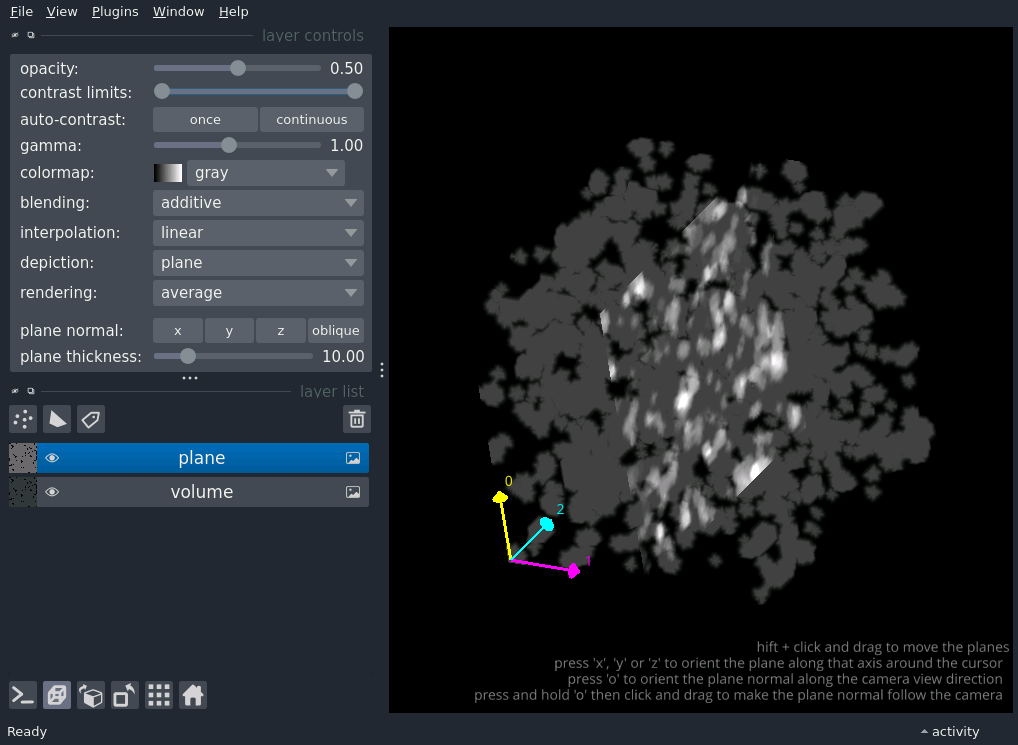 File View Plugins Window Help
layer controls
opacity: 0.50
contrast limits:
auto-contrast: once continuous
gamma: 1.00
colormap: gray
blending: additive
interpolation: linear
depiction: plane
rendering: average
plane normal: x y z oblique
plane thickness: 10.00
layer list
plane
volume
0
2
1
hift + click and drag to move the planes
press 'x', 'y' or 'z' to orient the plane along that axis around the cursor
press 'o' to orient the plane normal along the camera view direction
press and hold 'o' then click and drag to make the plane normal follow the camera
Ready
activity